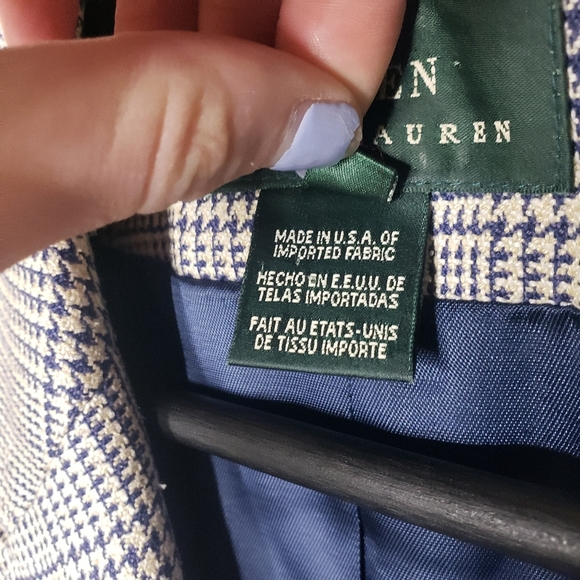 EN
AUREN
MADE IN U.S.A. OF
IMPORTED FABRIC
HECHO EN E.E.U.U. DE
TELAS IMPORTADAS
FAIT AU ETATS-UNIS
DE TISSU IMPORTE